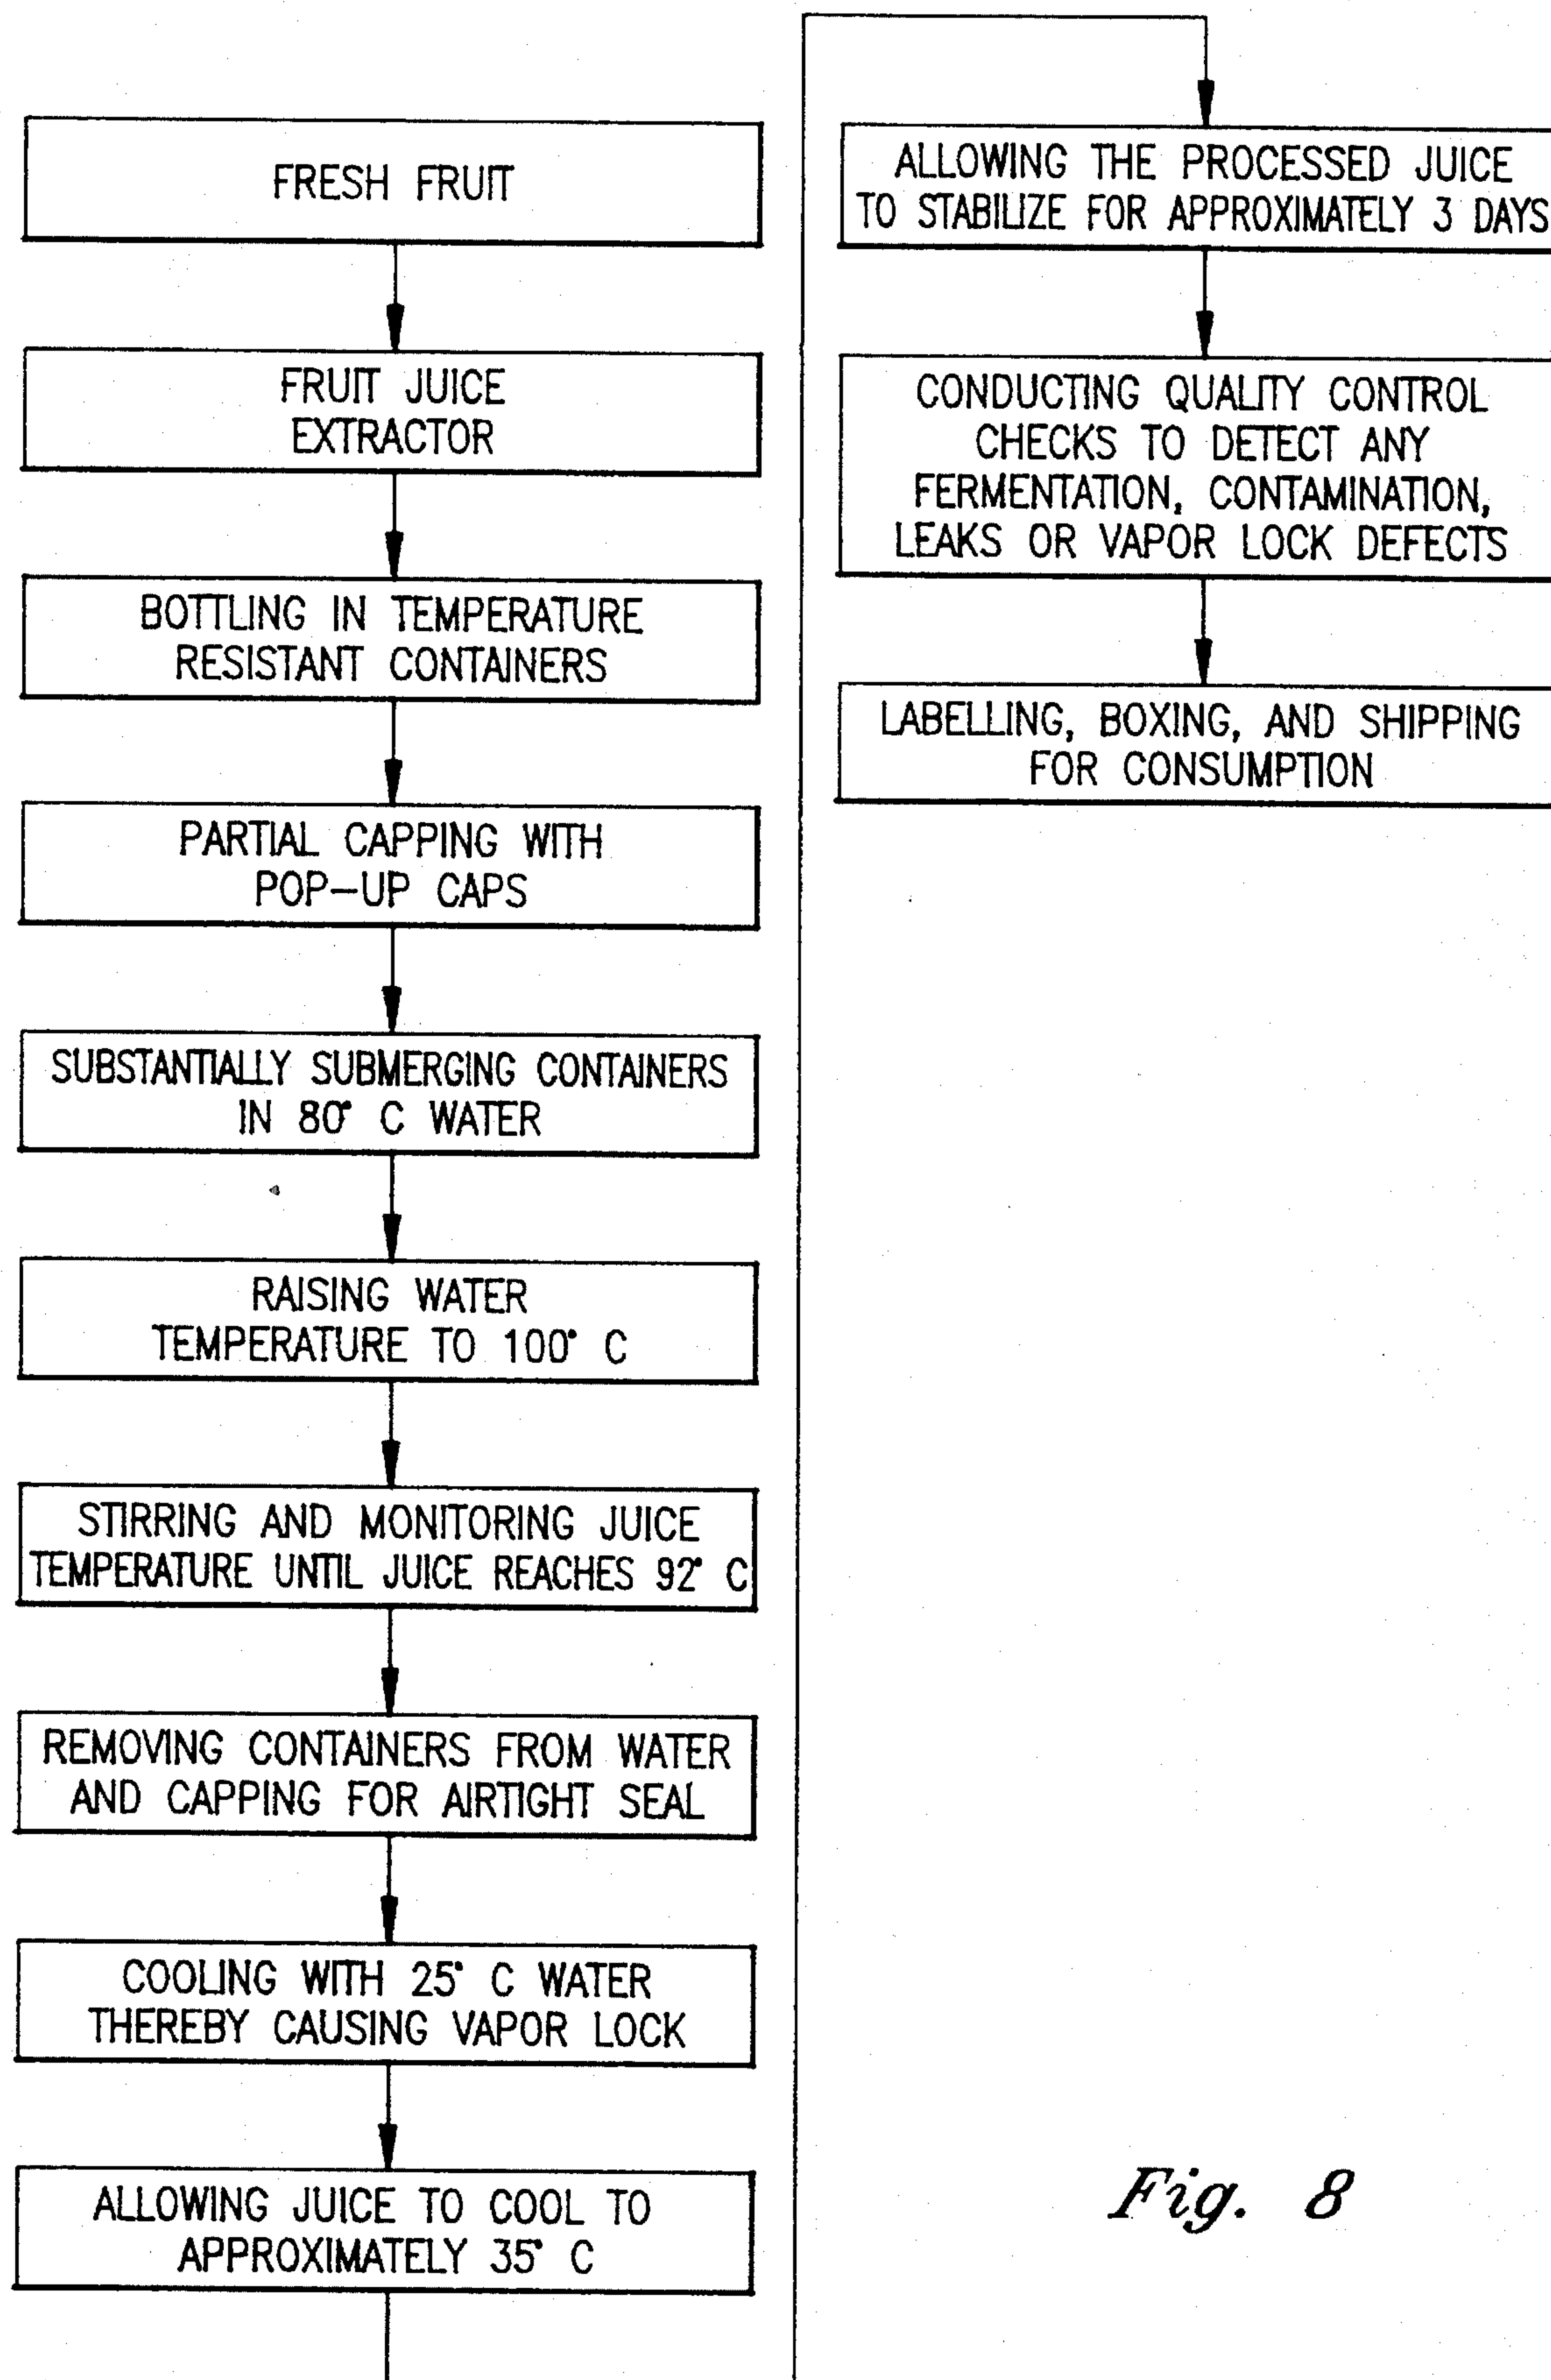 FRESH FRUIT
FRUIT JUICE
EXTRACTOR
BOTTLING IN TEMPERATURE
RESISTANT CONTAINERS
PARTIAL CAPPING WITH
POP-UP CAPS
SUBSTANTIALLY SUBMERGING CONTAINERS
IN 80° C WATER
RAISING WATER
TEMPERATURE TO 100° C
STIRRING AND MONITORING JUICE
TEMPERATURE UNTIL JUICE REACHES 92° C
REMOVING CONTAINERS FROM WATER
AND CAPPING FOR AIRTIGHT SEAL
COOLING WITH 25° C WATER
THEREBY CAUSING VAPOR LOCK
ALLOWING JUICE TO COOL TO
APPROXIMATELY 35° C
ALLOWING THE PROCESSED JUICE
TO STABILIZE FOR APPROXIMATELY 3 DAYS
CONDUCTING QUALITY CONTROL
CHECKS TO DETECT ANY
FERMENTATION, CONTAMINATION,
LEAKS OR VAPOR LOCK DEFECTS
LABELLING, BOXING, AND SHIPPING
FOR CONSUMPTION
Fig. 8